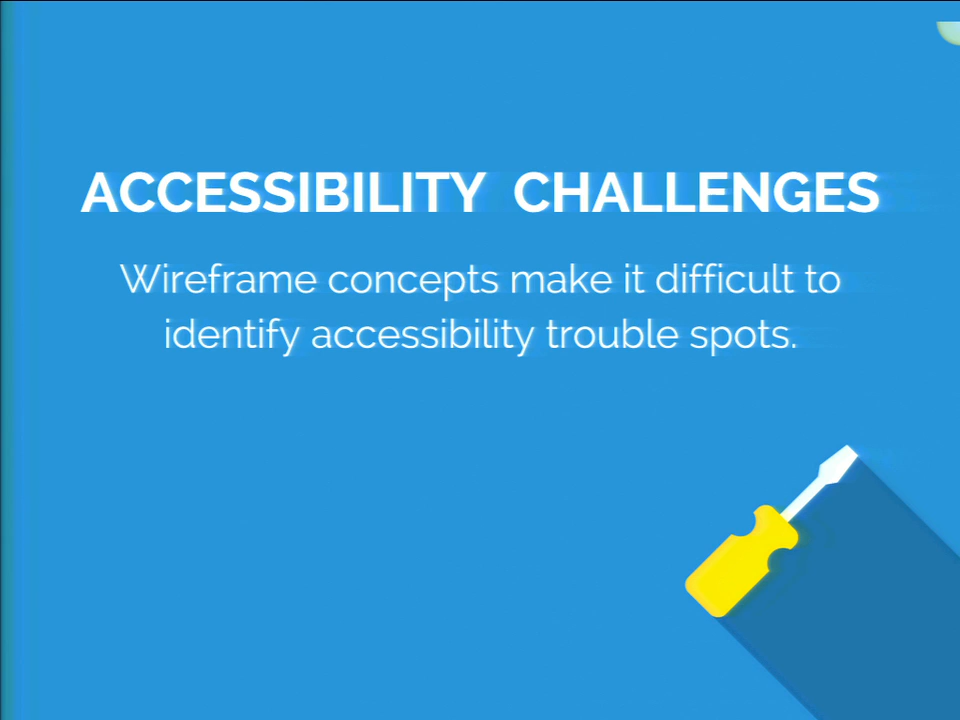 ACCESSIBILITY CHALLENGES
Wireframe concepts make it difficult to
identify accessibility trouble spots.